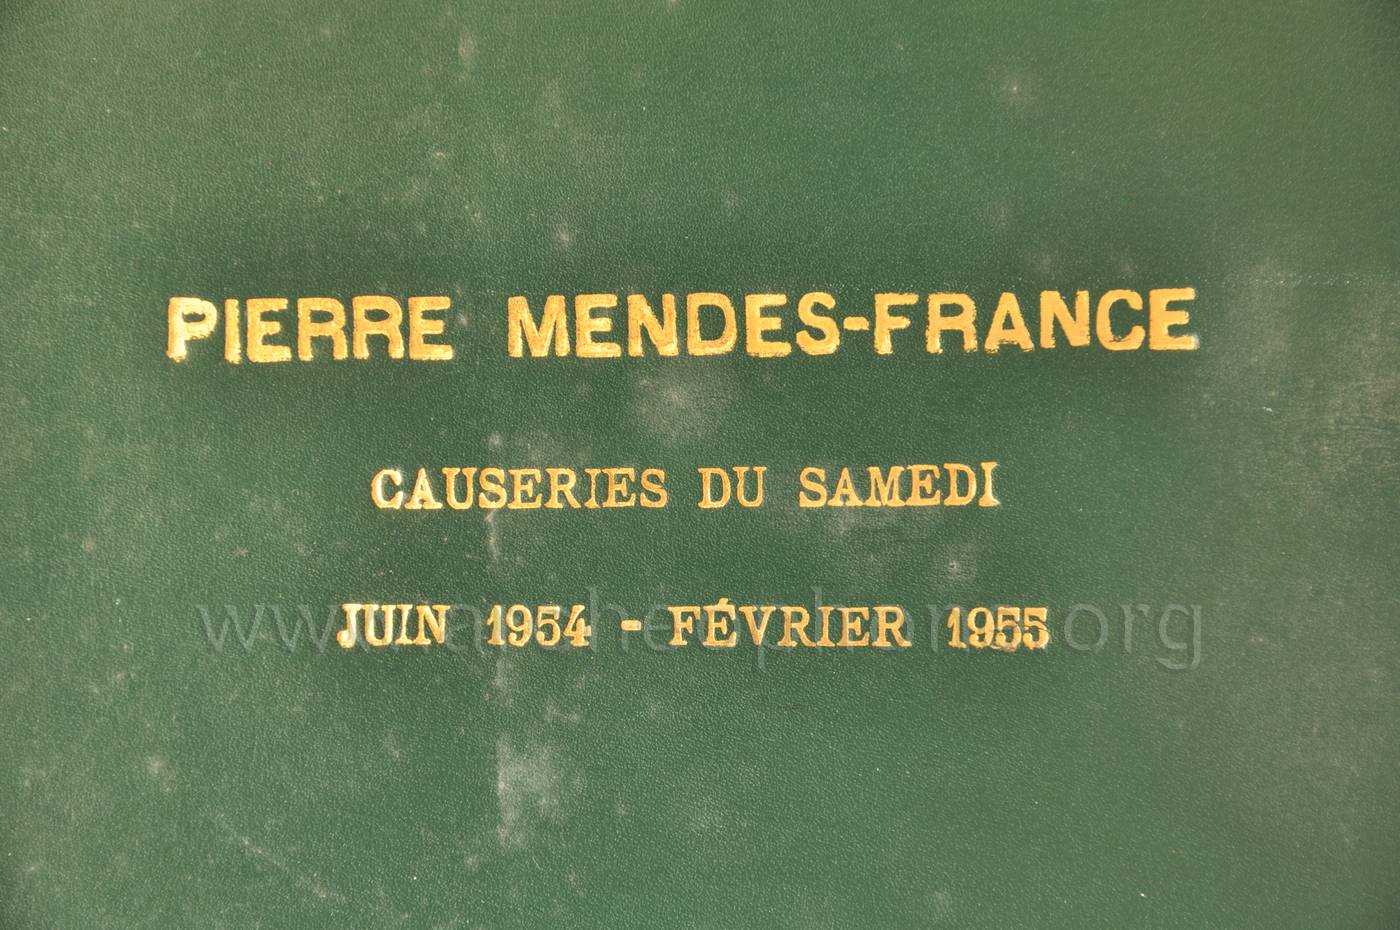 PIERRE MENDES-FRANCE
CAUSERIES DU SAMEDI
JUIN 1954 - FÉVRIER 1955